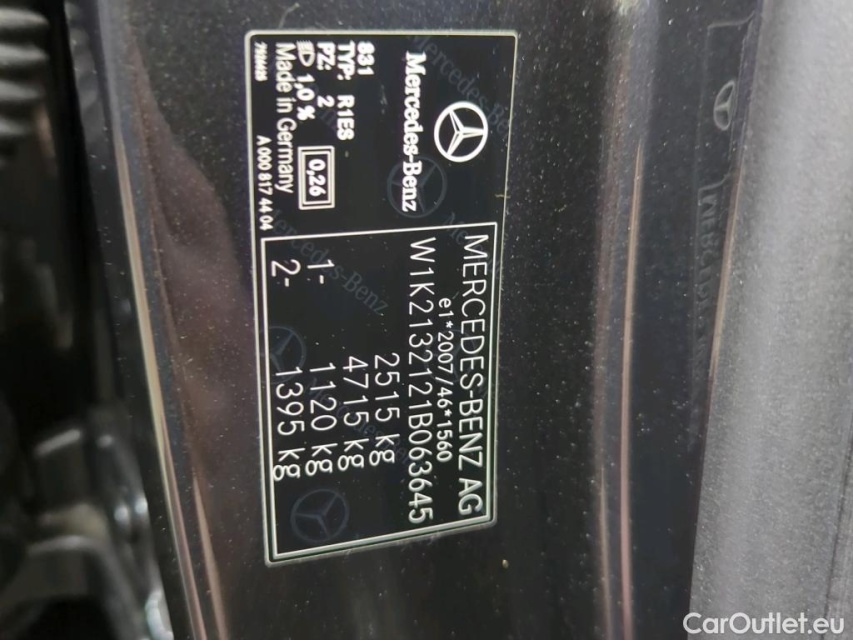 Mercedes-Benz
831
TYP: R1ES
PZ: 2
1,0 % 0,26
Made in Germany
7926485 A 000 817 44 04
MERCEDES-BENZ AG
e1*2007/46*1560
W1K2132121B063645
2515 kg
4715 kg
1- 1120 kg
2- 1395 kg
CarOutlet.eu